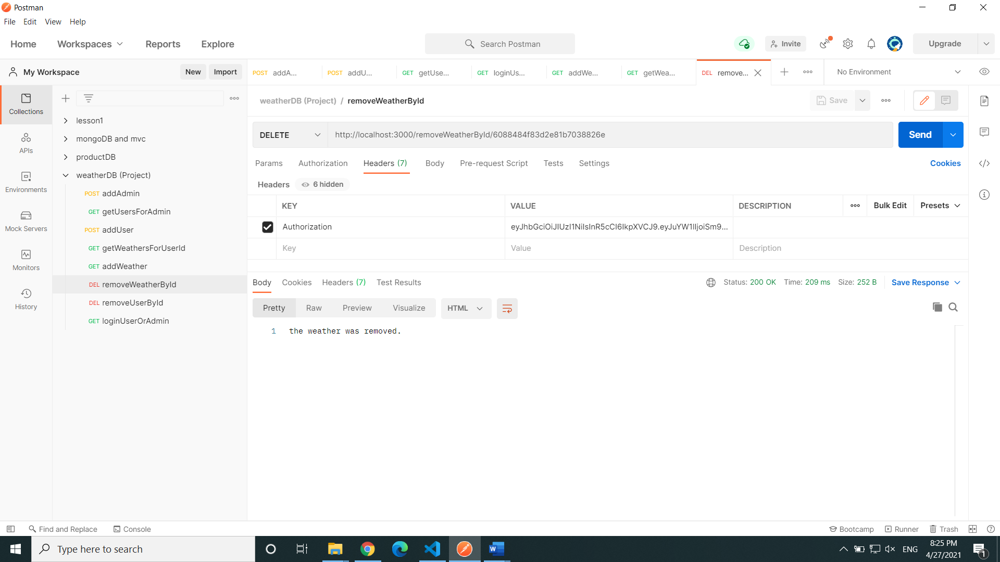 Postman
File Edit View Help
Home Workspaces Reports Explore Search Postman Invite Upgrade
My Workspace New Import POST addA... POST addU... GET getUse... GET loginUs... GET addWe... GET getWea... DEL remove... No Environment
Collections
APIs
Environments
Mock Servers
Monitors
History
lesson1
mongoDB and mvc
productDB
weatherDB (Project)
POST addAdmin
GET getUsersForAdmin
POST addUser
GET getWeathersForUserId
GET addWeather
DEL removeWeatherById
DEL removeUserById
GET loginUserOrAdmin
weatherDB (Project) / removeWeatherById Save
DELETE http://localhost:3000/removeWeatherById/6088484f83d2e81b7038826e Send
Params Authorization Headers (7) Body Pre-request Script Tests Settings Cookies
Headers 6 hidden
KEY VALUE DESCRIPTION Bulk Edit Presets
Authorization eyJhbGciOiJIUzI1NiIsInR5cCI6IkpXVCJ9.eyJuYW1lIjoiSm9...
Key Value Description
Body Cookies Headers (7) Test Results Status: 200 OK Time: 209 ms Size: 252 B Save Response
Pretty Raw Preview Visualize HTML
1 the weather was removed.
Find and Replace Console Bootcamp Runner Trash
Type here to search ENG 8:25 PM
4/27/2021 1